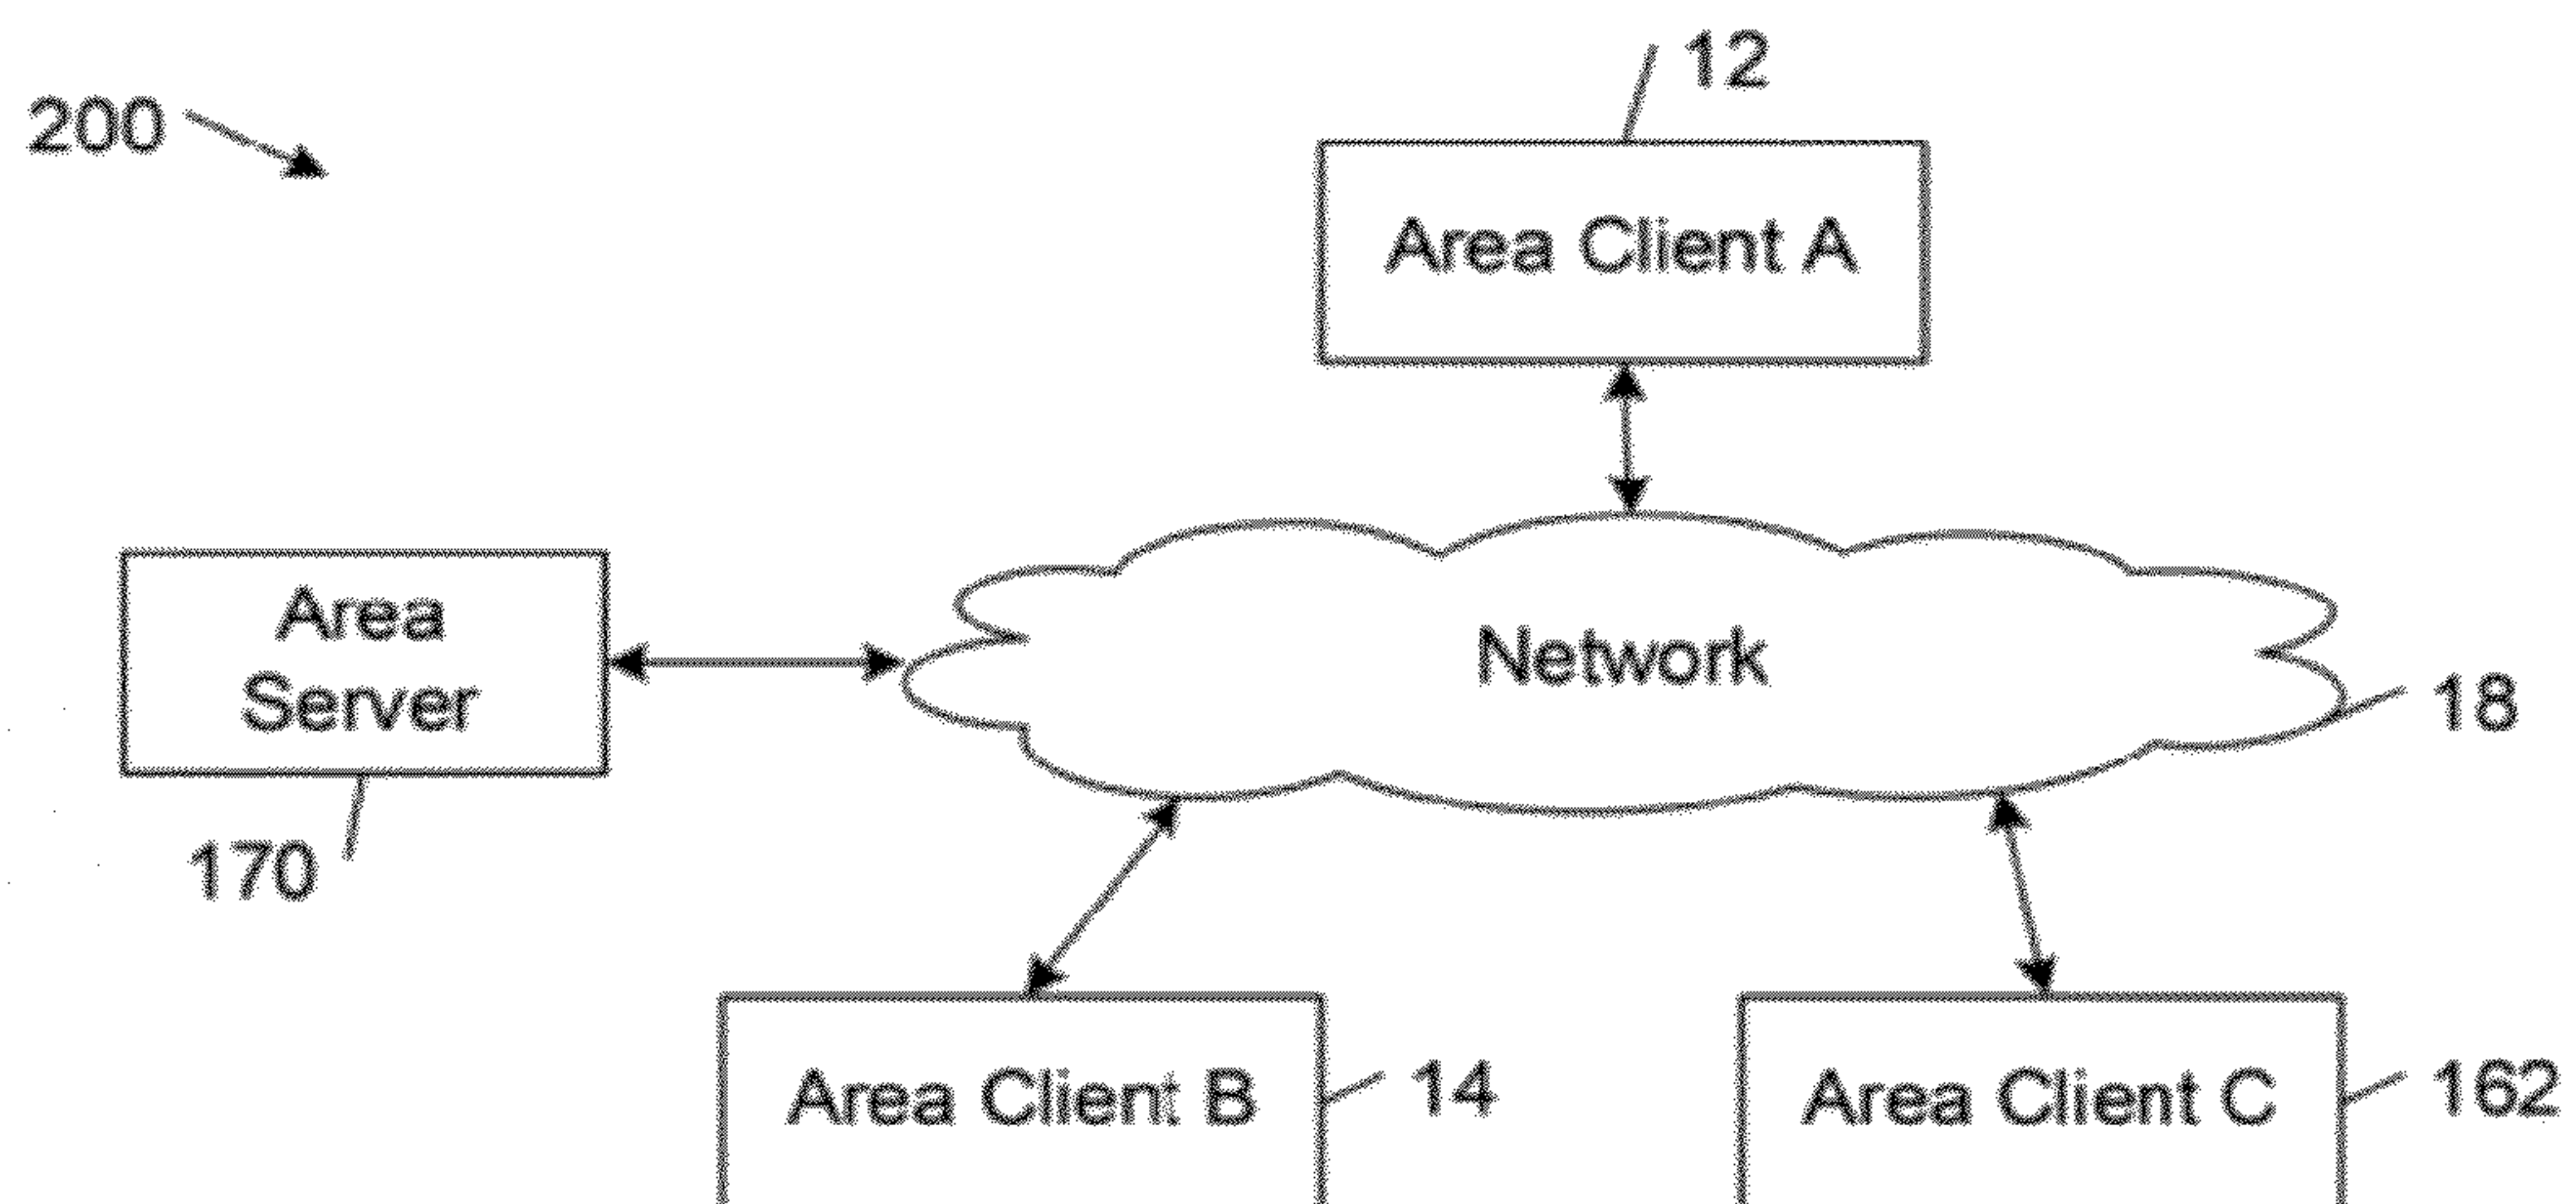 12
200
Area Client A
Area
Server
Network
18
170
Area Client B
14
Area Client C
162